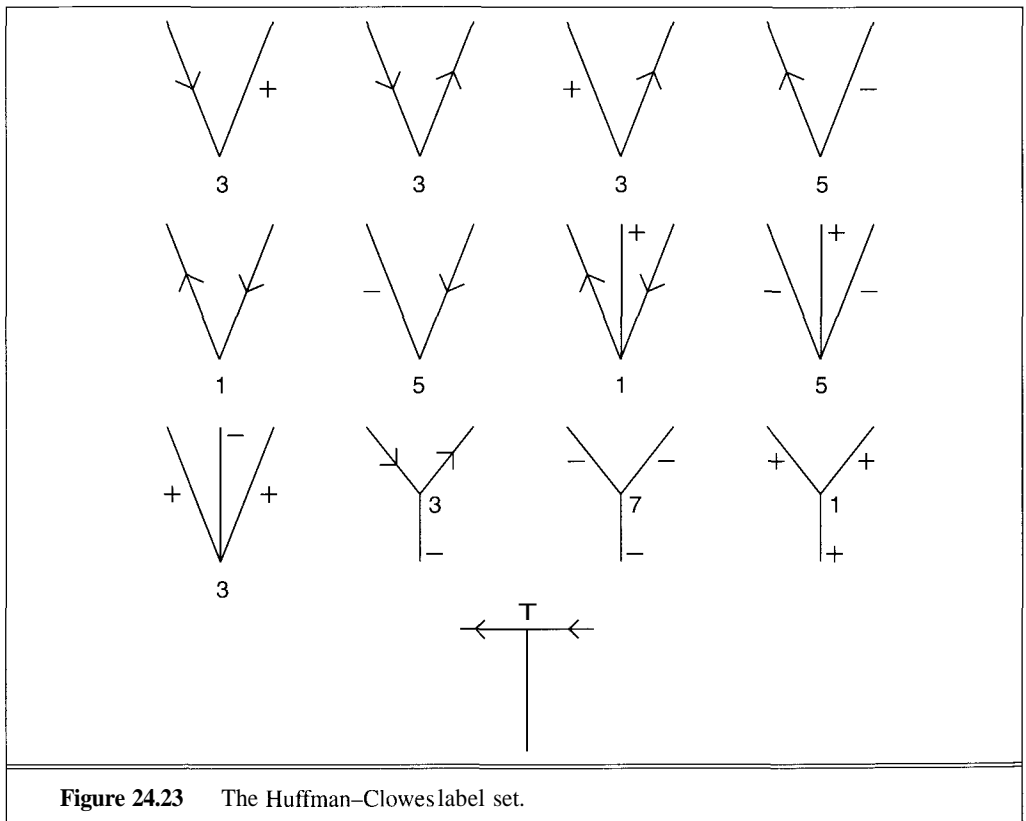 + + −
3 3 3 5
+ +
− − −
1 5 1 5
−
+ + − − + +
3 7 1
− − +
3
T
Figure 24.23 The Huffman–Clowes label set.